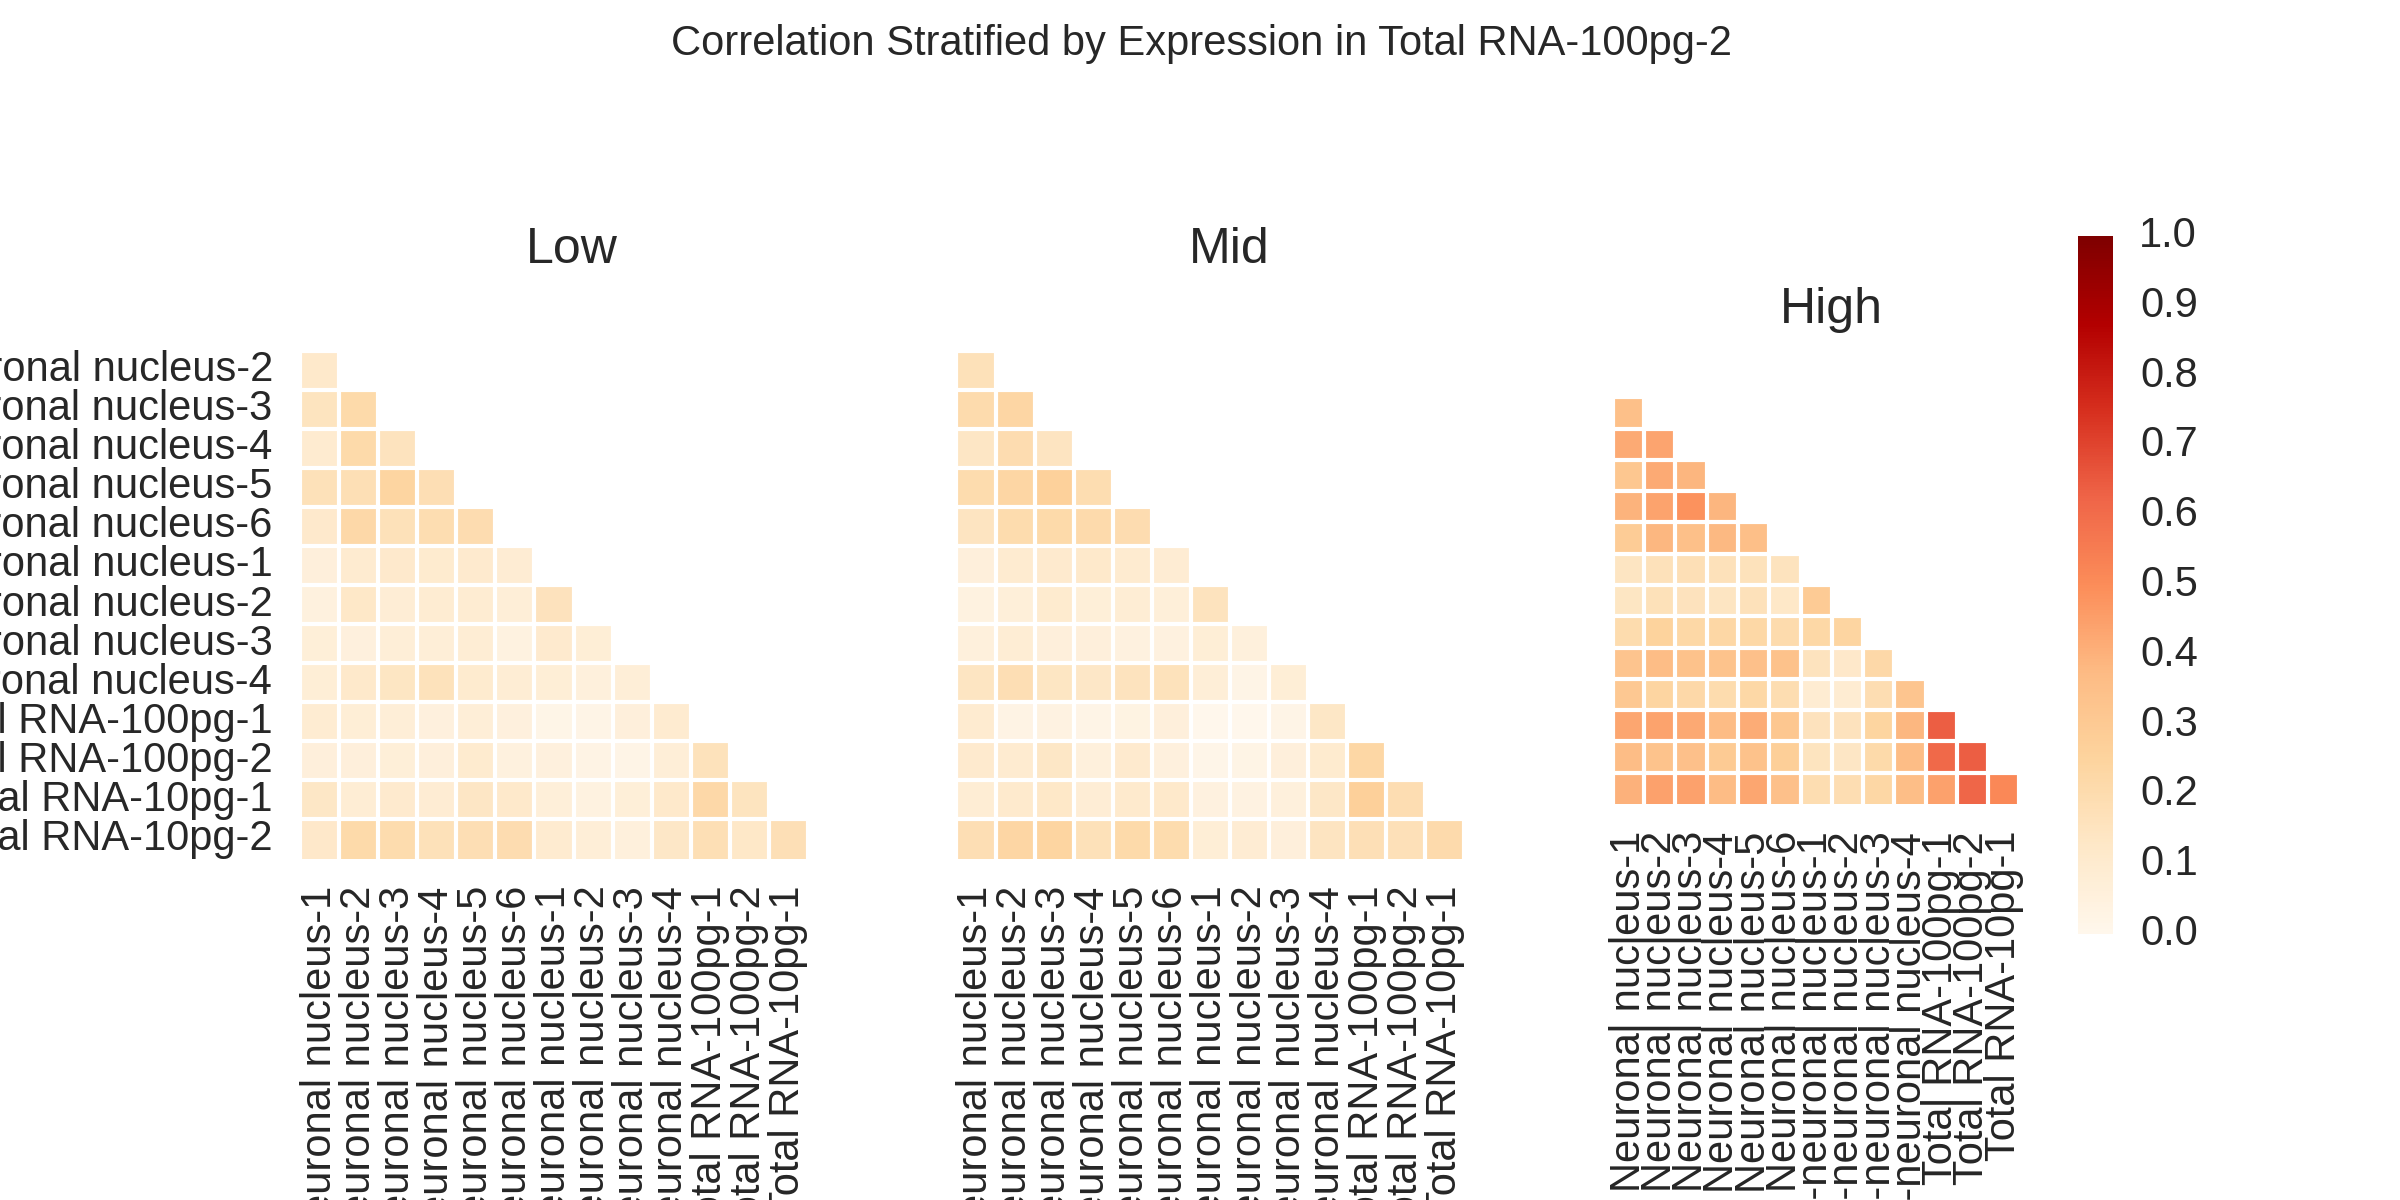 Correlation Stratified by Expression in Total RNA-100pg-2
Low
Mid
High
ronal nucleus-2
ronal nucleus-3
ronal nucleus-4
ronal nucleus-5
ronal nucleus-6
ronal nucleus-1
ronal nucleus-2
ronal nucleus-3
ronal nucleus-4
l RNA-100pg-1
l RNA-100pg-2
al RNA-10pg-1
al RNA-10pg-2
euronal nucleus-1
euronal nucleus-2
euronal nucleus-3
euronal nucleus-4
euronal nucleus-5
euronal nucleus-6
euronal nucleus-1
euronal nucleus-2
euronal nucleus-3
euronal nucleus-4
otal RNA-100pg-1
otal RNA-100pg-2
Total RNA-10pg-1
euronal nucleus-1
euronal nucleus-2
euronal nucleus-3
euronal nucleus-4
euronal nucleus-5
euronal nucleus-6
euronal nucleus-1
euronal nucleus-2
euronal nucleus-3
euronal nucleus-4
otal RNA-100pg-1
otal RNA-100pg-2
Total RNA-10pg-1
Neuronal nucleus-1
Neuronal nucleus-2
Neuronal nucleus-3
Neuronal nucleus-4
Neuronal nucleus-5
Neuronal nucleus-6
-neuronal nucleus-1
-neuronal nucleus-2
-neuronal nucleus-3
-neuronal nucleus-4
Total RNA-100pg-1
Total RNA-100pg-2
Total RNA-10pg-1
1.0
0.9
0.8
0.7
0.6
0.5
0.4
0.3
0.2
0.1
0.0